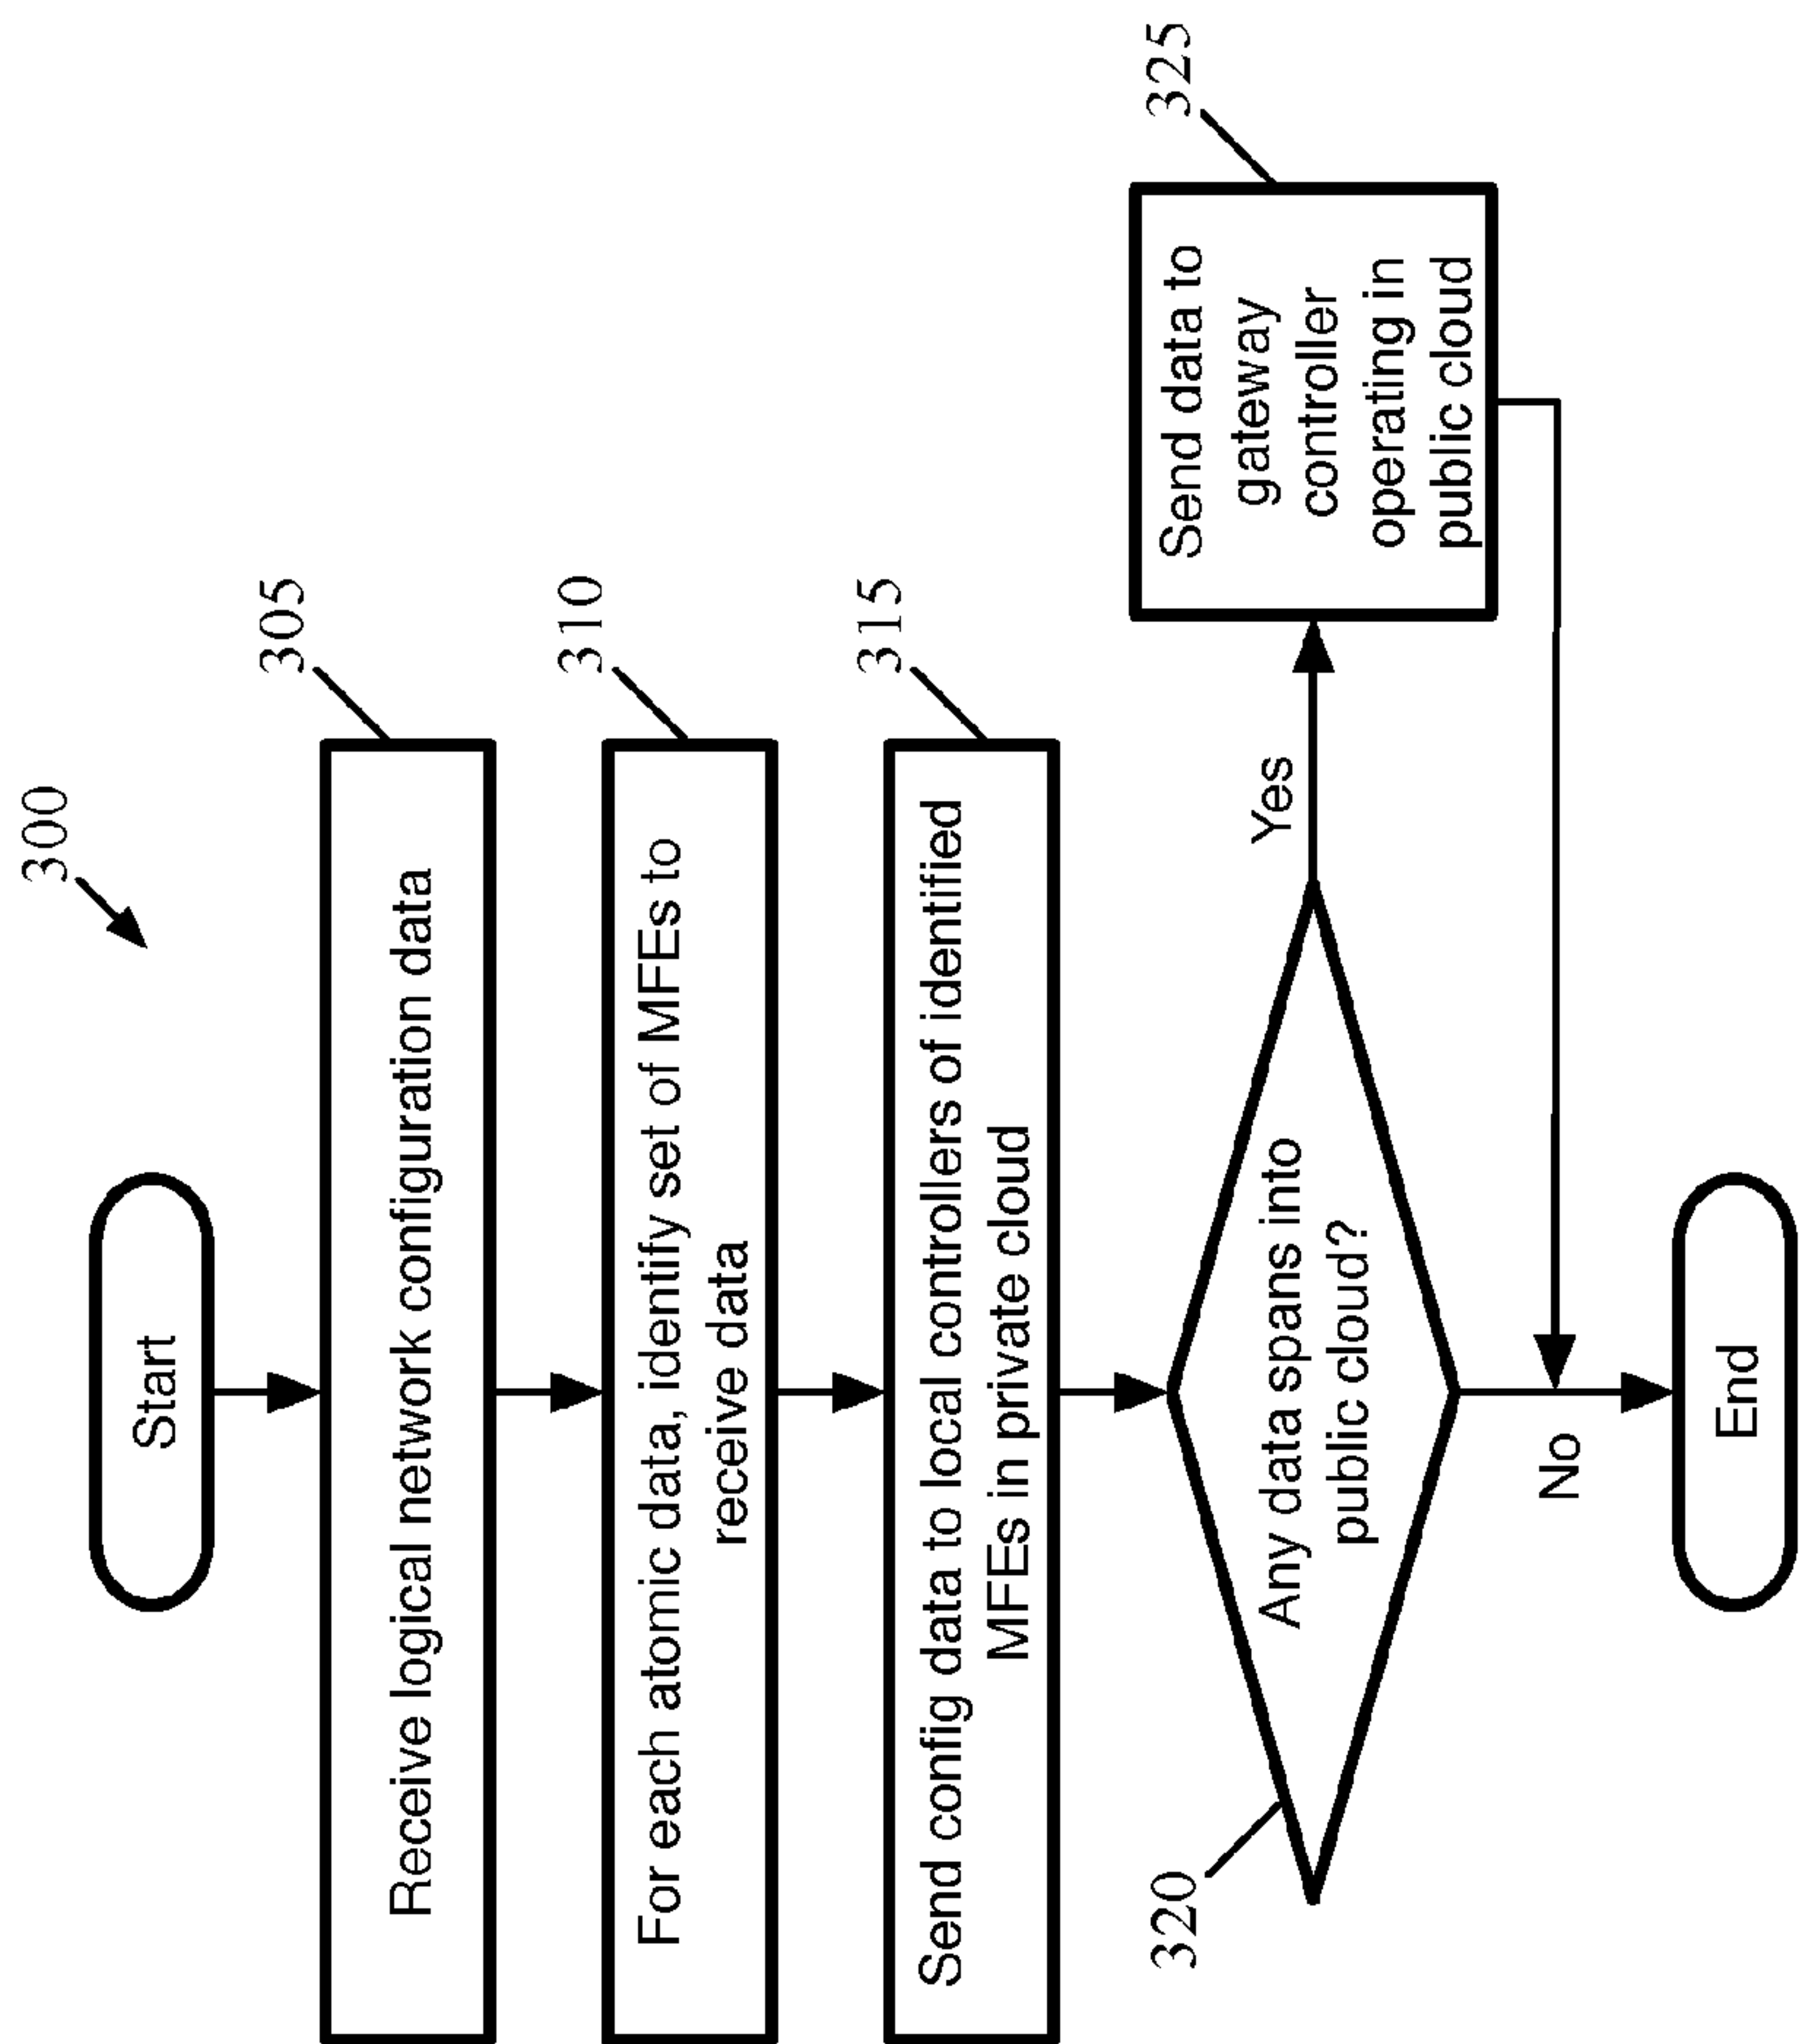 300
Start
305
Receive logical network configuration data
310
For each atomic data, identify set of MFEs to
receive data
315
Send config data to local controllers of identified
MFEs in private cloud
320
Any data spans into
public cloud?
Yes
325
Send data to
gateway
controller
operating in
public cloud
No
End